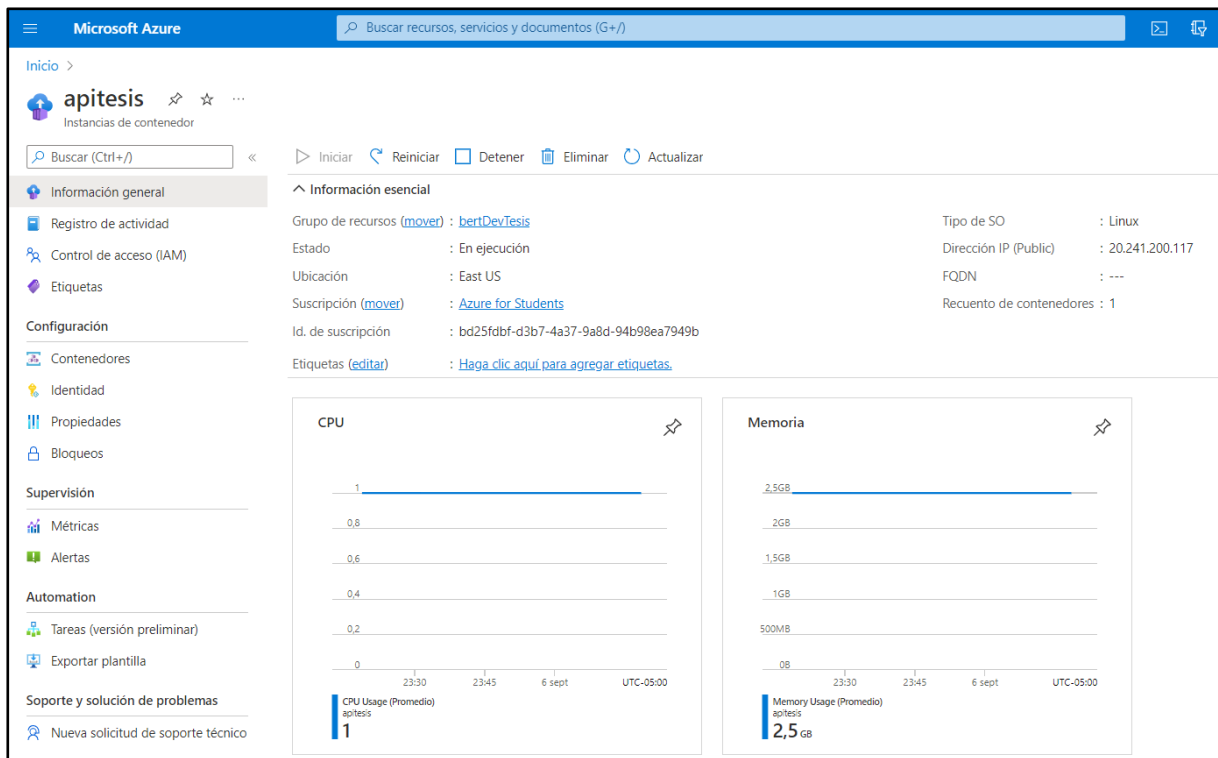 Microsoft Azure
Buscar recursos, servicios y documentos (G+/)
Inicio >
apitesis
Instancias de contenedor
Buscar (Ctrl+/)
«
Información general
Registro de actividad
Control de acceso (IAM)
Etiquetas
Configuración
Contenedores
Identidad
Propiedades
Bloqueos
Supervisión
Métricas
Alertas
Automation
Tareas (versión preliminar)
Exportar plantilla
Soporte y solución de problemas
Nueva solicitud de soporte técnico
Iniciar Reiniciar Detener Eliminar Actualizar
Información esencial
Grupo de recursos (mover) : bertDevTesis
Estado : En ejecución
Ubicación : East US
Suscripción (mover) : Azure for Students
Id. de suscripción : bd25fdbf-d3b7-4a37-9a8d-94b98ea7949b
Etiquetas (editar) : Haga clic aquí para agregar etiquetas.
Tipo de SO : Linux
Dirección IP (Public) : 20.241.200.117
FQDN : ---
Recuento de contenedores : 1
CPU
1
0,8
0,6
0,4
0,2
0
23:30 23:45 6 sept UTC-05:00
CPU Usage (Promedio)
apitesis
1
Memoria
2,5GB
2GB
1,5GB
1GB
500MB
0B
23:30 23:45 6 sept UTC-05:00
Memory Usage (Promedio)
apitesis
2,5 GB